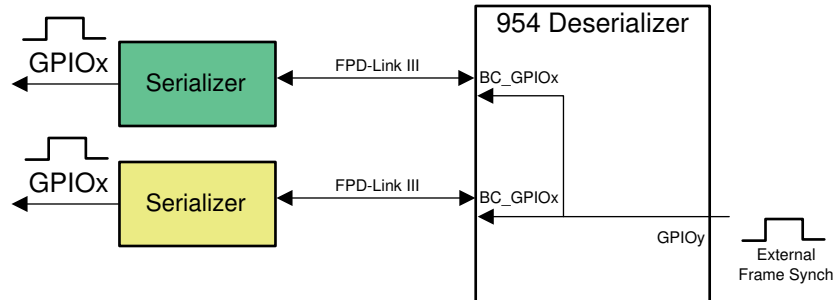 954 Deserializer
GPIOx
Serializer
FPD-Link III
BC_GPIOx
GPIOx
Serializer
FPD-Link III
BC_GPIOx
GPIOy
External
Frame Synch